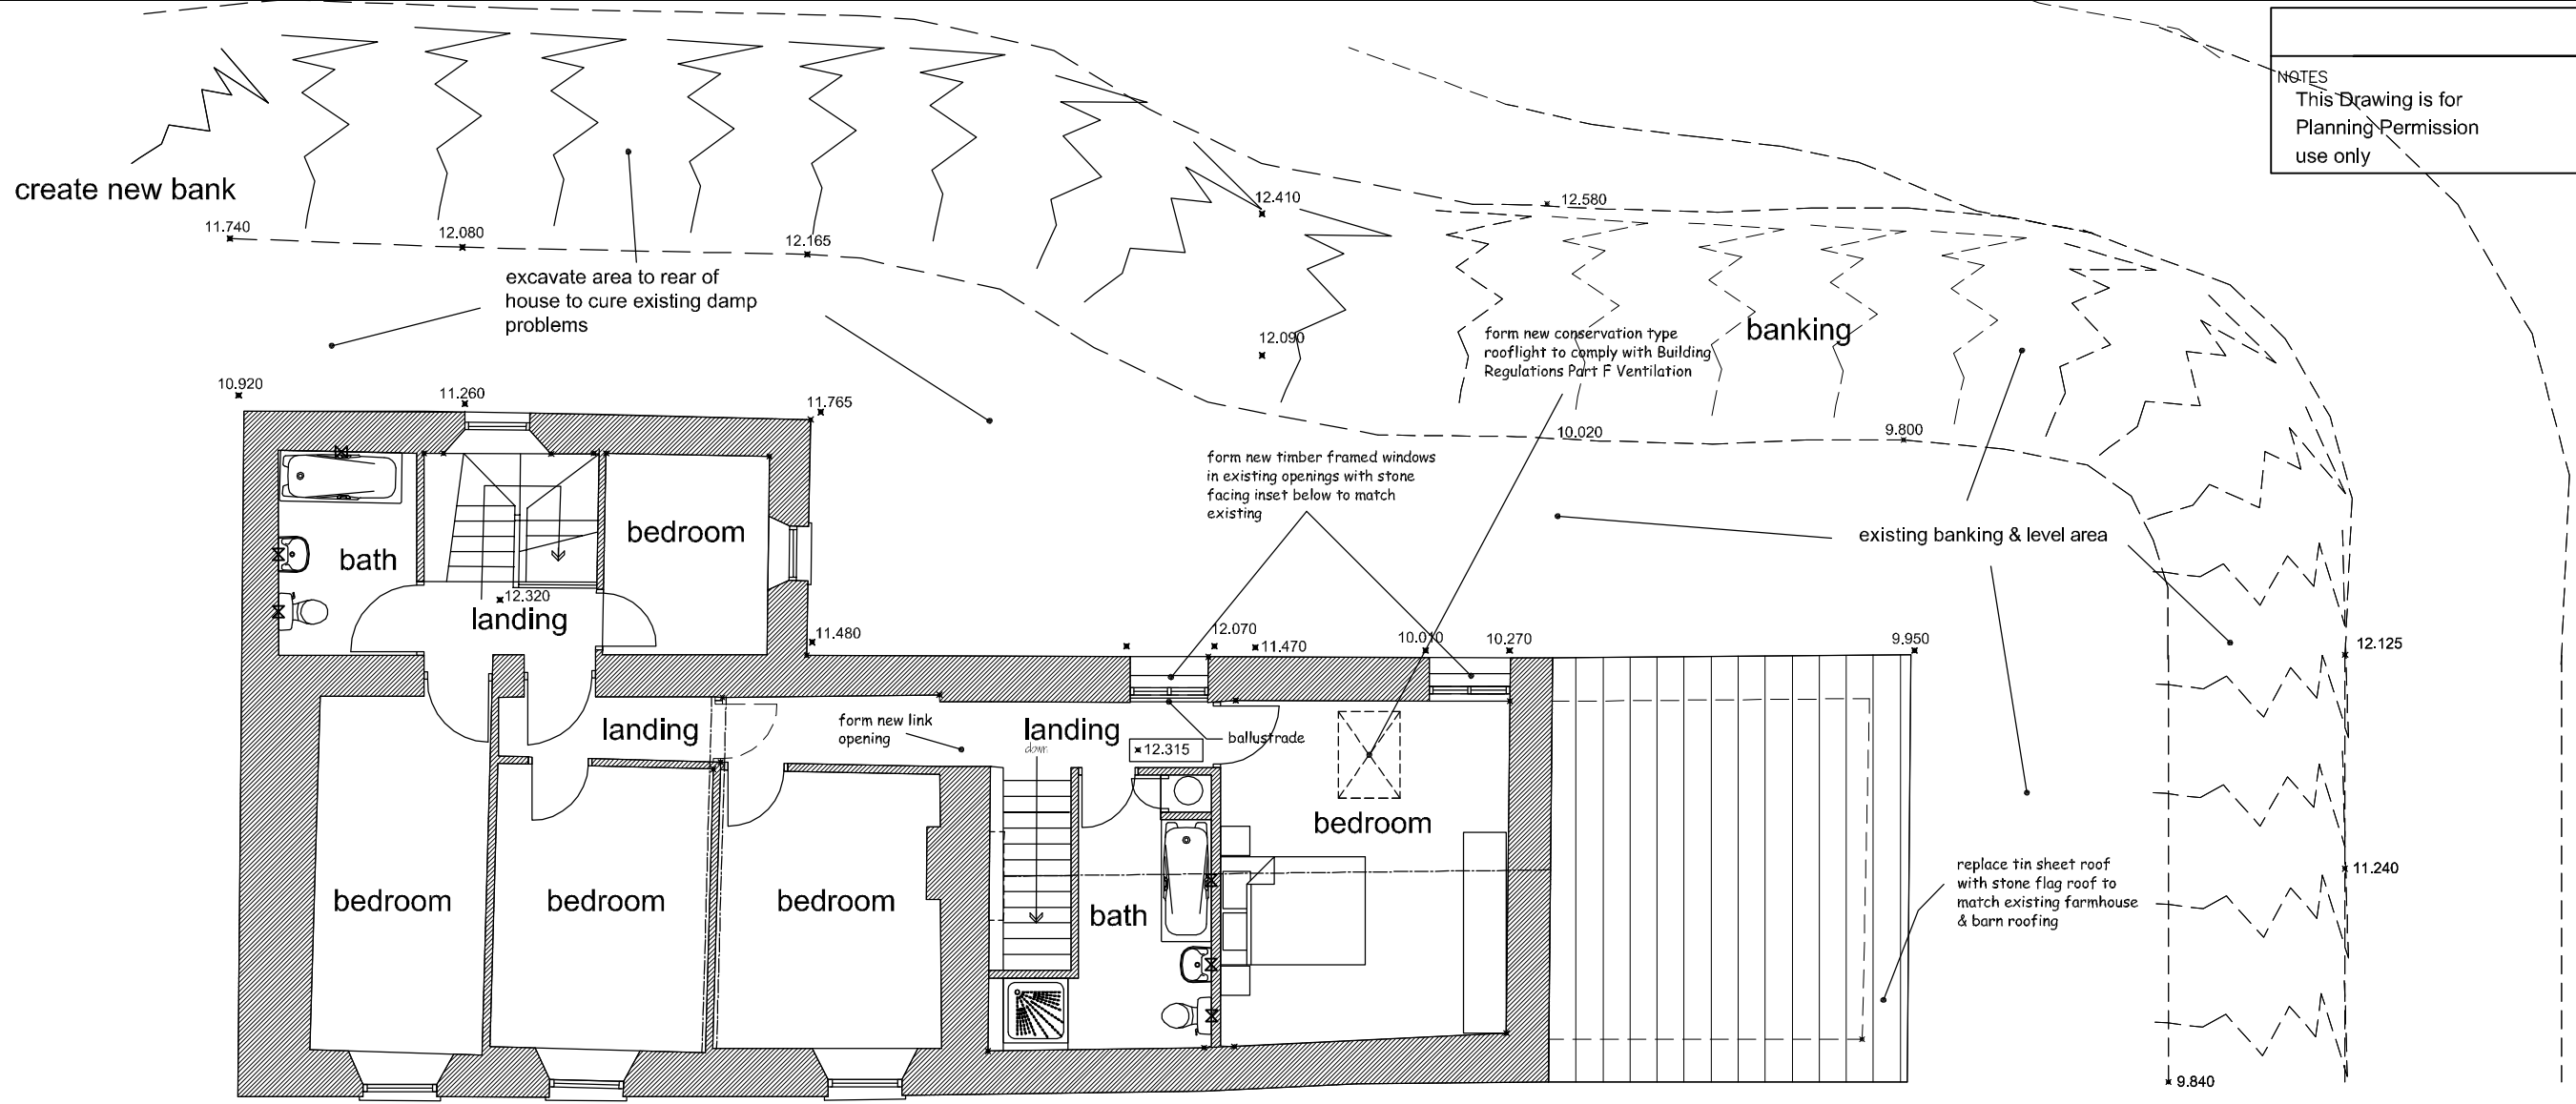 NOTES
This Drawing is for
Planning Permission
use only
create new bank
11.740
12.080
12.165
12.410
12.580
excavate area to rear of
house to cure existing damp
problems
12.090
form new conservation type
rooflight to comply with Building
Regulations Part F Ventilation
banking
10.920
11.260
11.765
10.020
9.800
form new timber framed windows
in existing openings with stone
facing inset below to match
existing
existing banking & level area
bath
bedroom
12.320
landing
11.480
12.070
11.470
10.010
10.270
9.950
12.125
landing
form new link
opening
landing
down
12.315
ballustrade
bedroom
bedroom
bedroom
bedroom
bath
replace tin sheet roof
with stone flag roof to
match existing farmhouse
& barn roofing
11.240
9.840